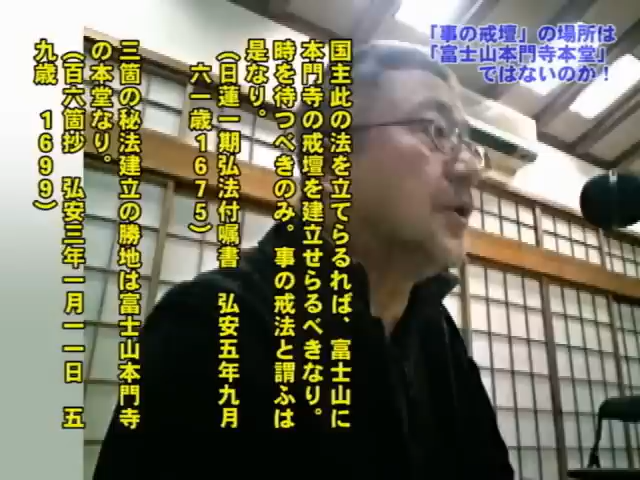 「事の戒壇」の場所は
「富士山本門寺本堂」
ではないのか！
国主此の法を立てらるれば、富士山に
本門寺の戒壇を建立せらるべきなり。
時を待つべきのみ。事の戒法と謂ふは
是なり。
（日蓮一期弘法付嘱書　弘安五年九月
六一歳１６７５）
三箇の秘法建立の勝地は富士山本門寺
の本堂なり。
（百六箇抄　弘安三年一月一一日　五
九歳　１６９９）